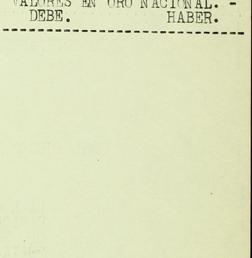 VALORES EN ORO NACIONAL. -
DEBE. HABER.